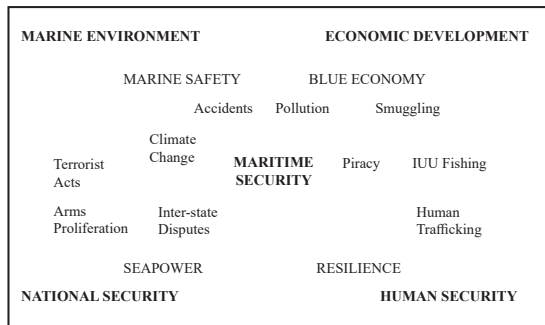 MARINE ENVIRONMENT ECONOMIC DEVELOPMENT
MARINE SAFETY BLUE ECONOMY
Accidents Pollution Smuggling
Climate
Change
MARITIME
SECURITY
Piracy IUU Fishing
Terrorist
Acts
Arms
Proliferation
Inter-state
Disputes
Human
Trafficking
SEAPOWER RESILIENCE
NATIONAL SECURITY HUMAN SECURITY